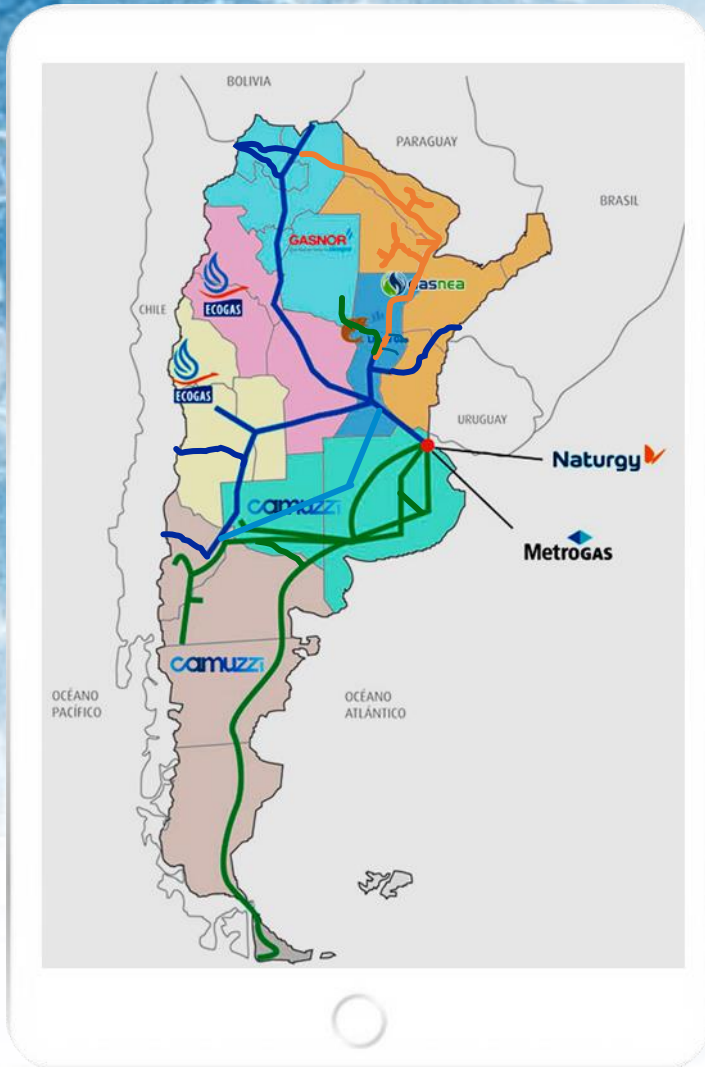 BOLIVIA
PARAGUAY
BRASIL
GASNOR
gasnea
CHILE
ECOGAS
ECOGAS
URUGUAY
Naturgy
camuzzi
MetroGAS
camuzzi
OCÉANO
PACÍFICO
OCÉANO
ATLÁNTICO